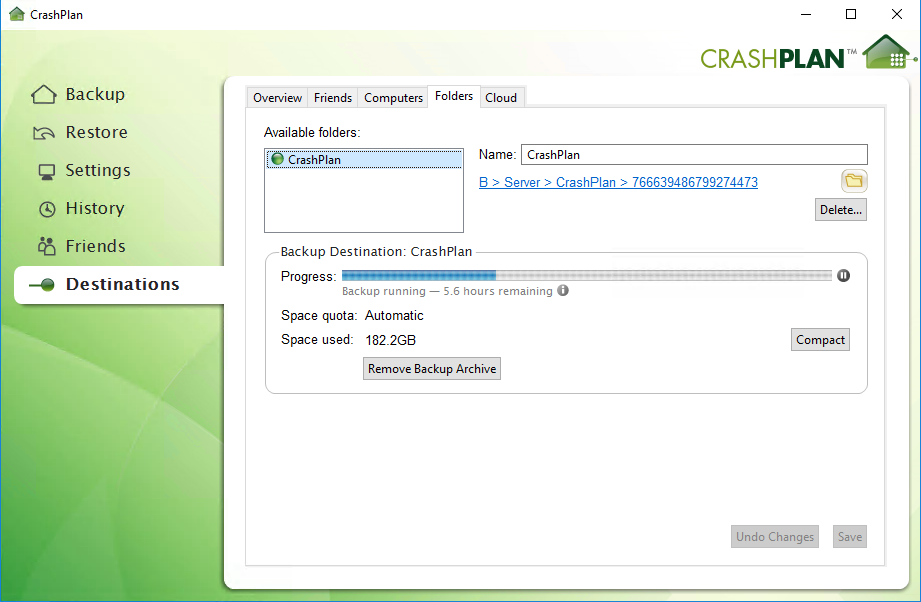 CrashPlan
CRASHPLAN™
Backup
Restore
Settings
History
Friends
Destinations
Overview Friends Computers Folders Cloud
Available folders:
CrashPlan
Name: CrashPlan
B > Server > CrashPlan > 766639486799274473
Delete...
Backup Destination: CrashPlan
Progress:
Backup running — 5.6 hours remaining
Space quota: Automatic
Space used: 182.2GB
Compact
Remove Backup Archive
Undo Changes Save